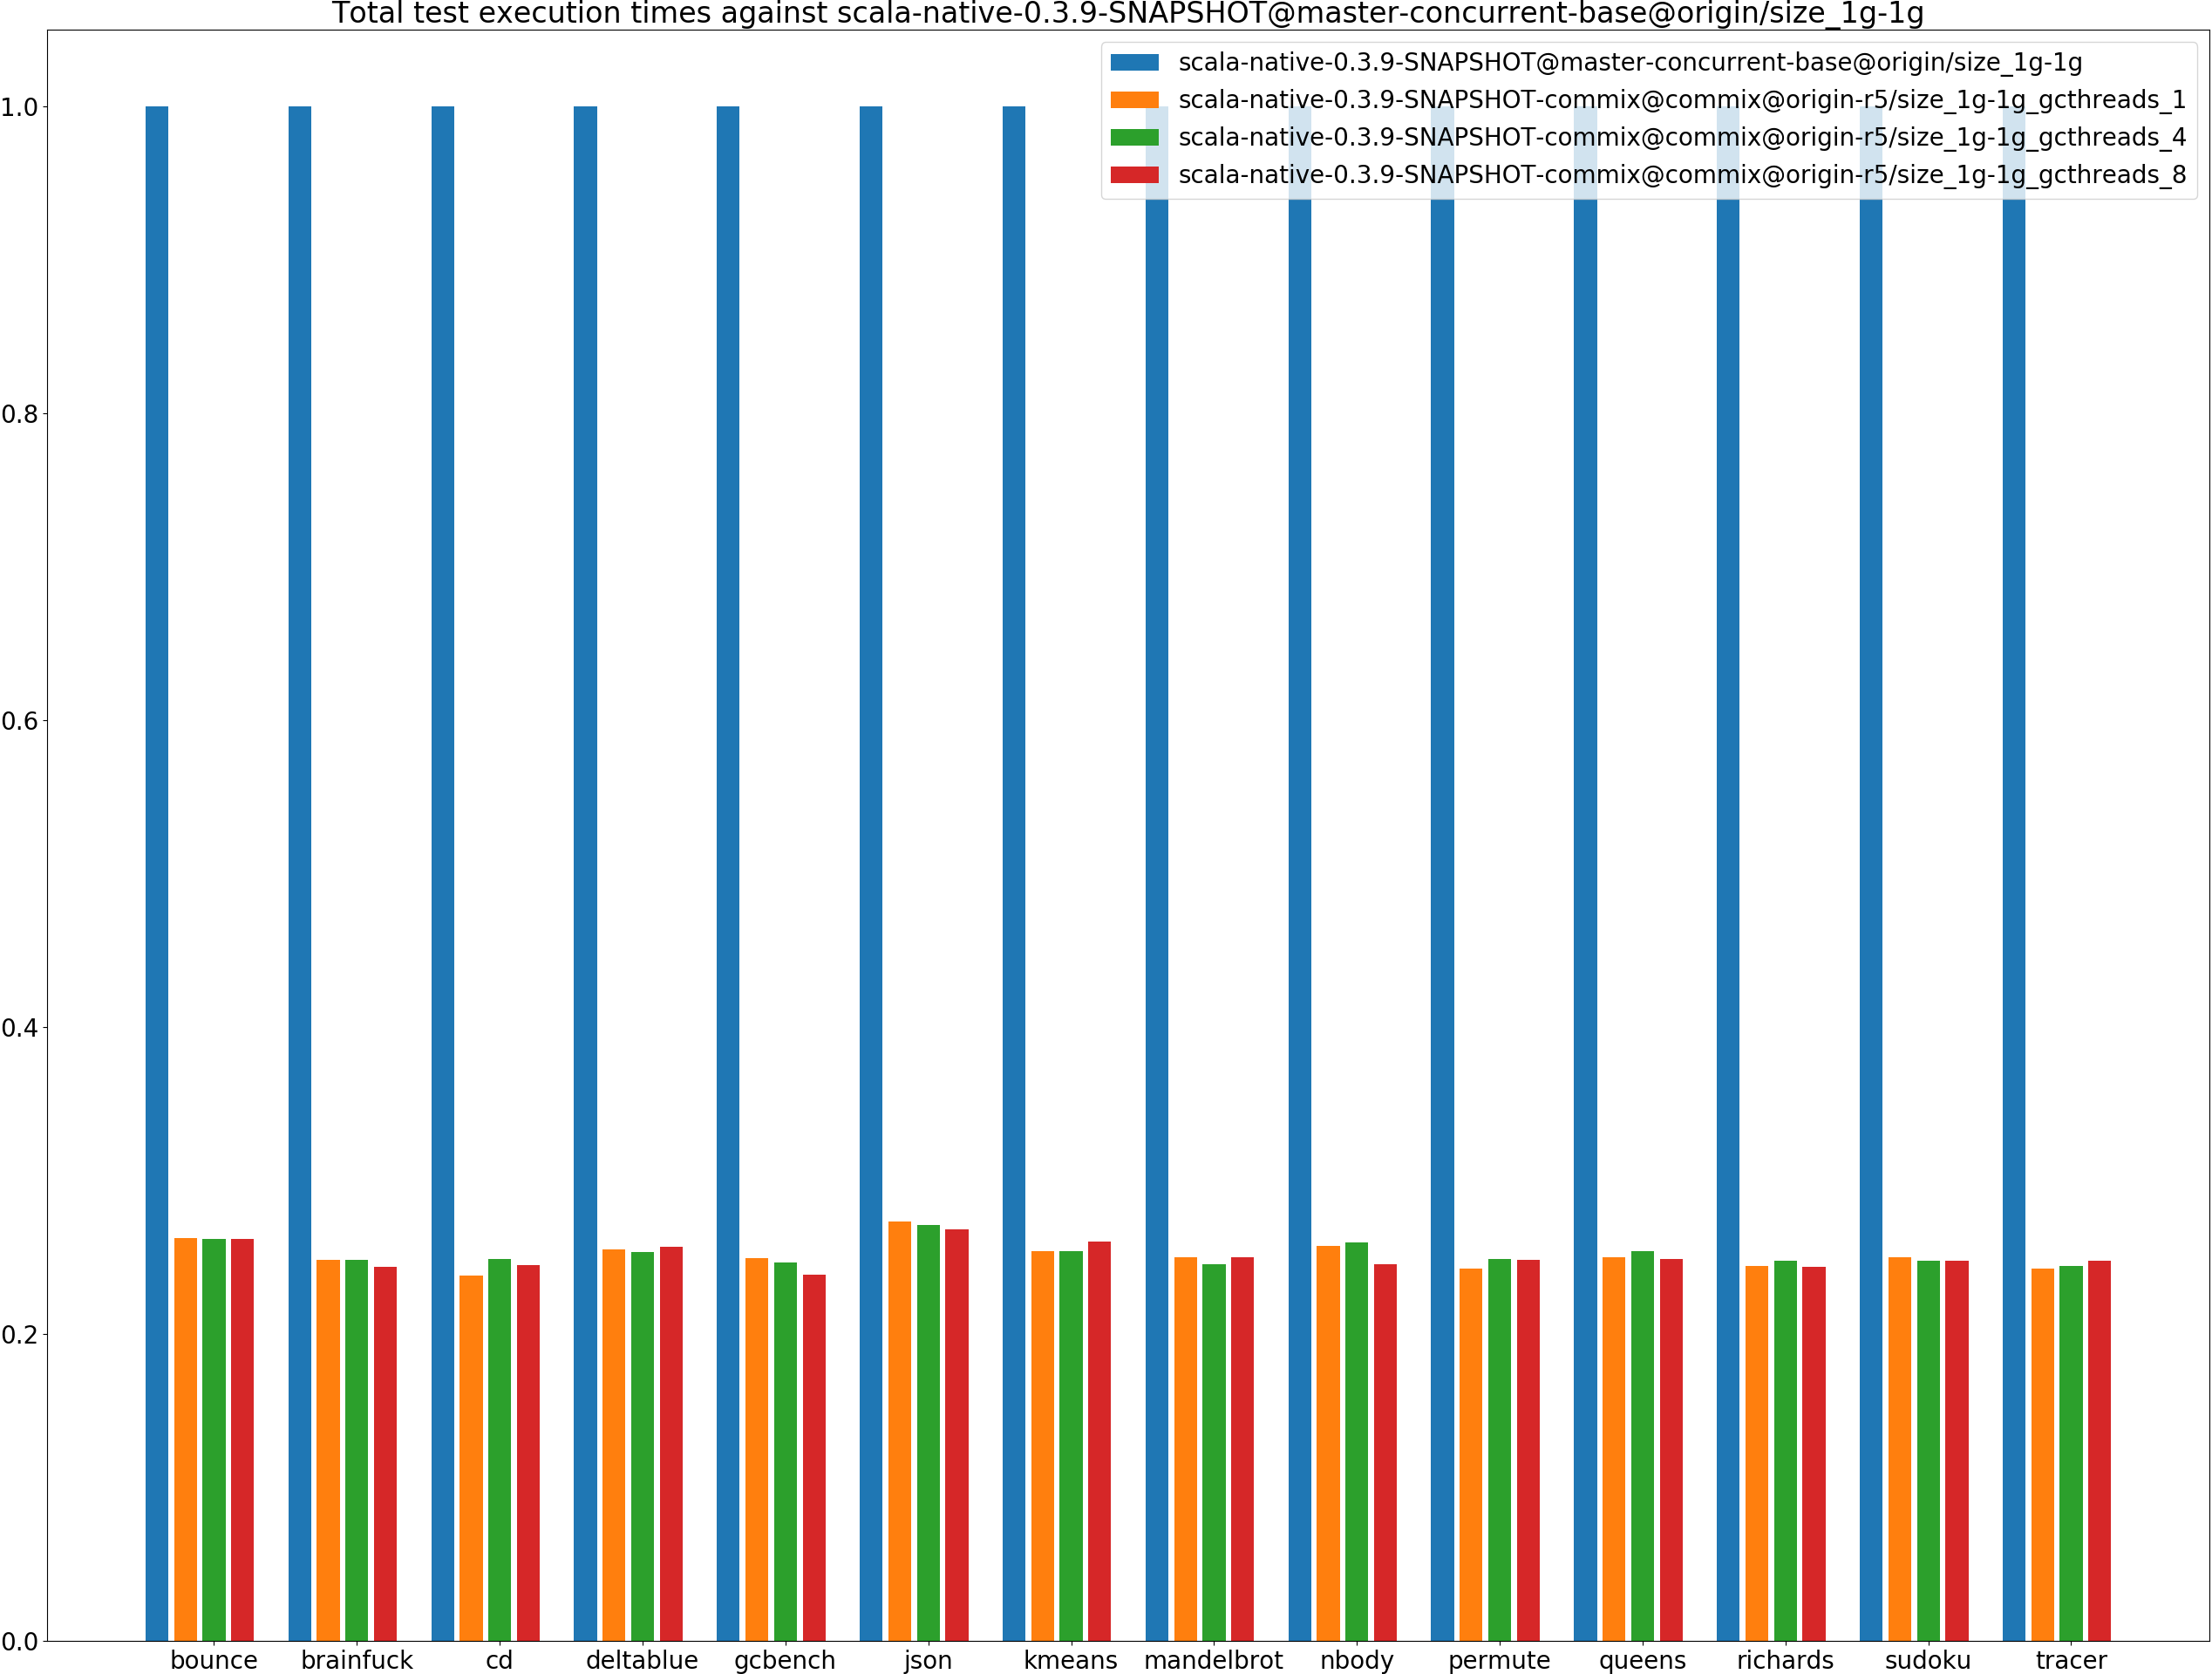 Total test execution times against scala-native-0.3.9-SNAPSHOT@master-concurrent-base@origin/size_1g-1g
scala-native-0.3.9-SNAPSHOT@master-concurrent-base@origin/size_1g-1g
scala-native-0.3.9-SNAPSHOT-commix@commix@origin-r5/size_1g-1g_gcthreads_1
scala-native-0.3.9-SNAPSHOT-commix@commix@origin-r5/size_1g-1g_gcthreads_4
scala-native-0.3.9-SNAPSHOT-commix@commix@origin-r5/size_1g-1g_gcthreads_8
1.0
0.8
0.6
0.4
0.2
0.0
bounce brainfuck cd deltablue gcbench json kmeans mandelbrot nbody permute queens richards sudoku tracer